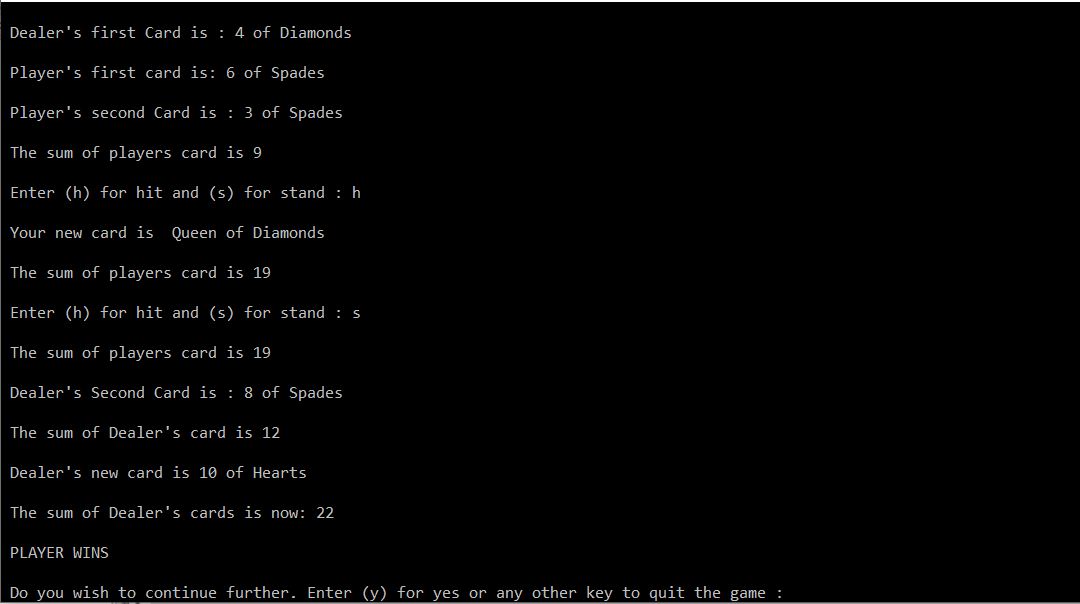 Dealer's first Card is : 4 of Diamonds
Player's first card is: 6 of Spades
Player's second Card is : 3 of Spades
The sum of players card is 9
Enter (h) for hit and (s) for stand : h
Your new card is  Queen of Diamonds
The sum of players card is 19
Enter (h) for hit and (s) for stand : s
The sum of players card is 19
Dealer's Second Card is : 8 of Spades
The sum of Dealer's card is 12
Dealer's new card is 10 of Hearts
The sum of Dealer's cards is now: 22
PLAYER WINS
Do you wish to continue further. Enter (y) for yes or any other key to quit the game :